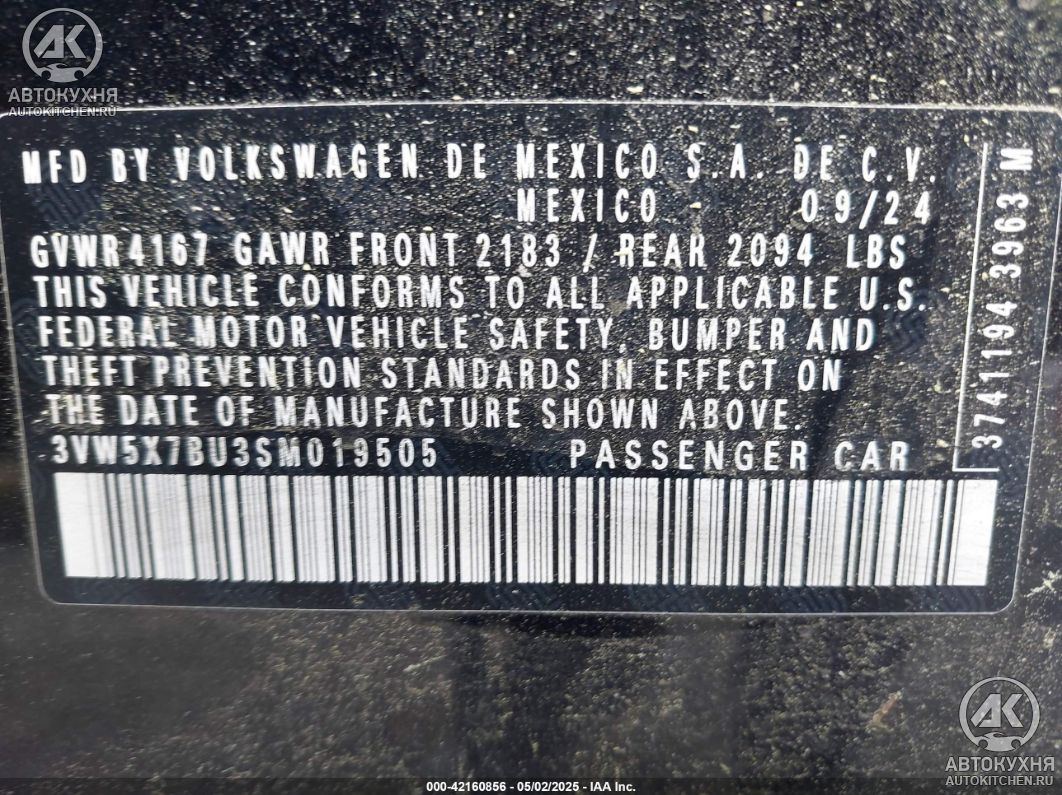 АК
АВТОКУХНЯ
AUTOKITCHEN.RU
MFD BY VOLKSWAGEN DE MEXICO S.A. DE C.V.
MEXICO 09/24
GVWR4167 GAWR FRONT 2183 / REAR 2094 LBS
THIS VEHICLE CONFORMS TO ALL APPLICABLE U.S.
FEDERAL MOTOR VEHICLE SAFETY, BUMPER AND
THEFT PREVENTION STANDARDS IN EFFECT ON
THE DATE OF MANUFACTURE SHOWN ABOVE.
3VW5X7BU3SM019505 PASSENGER CAR
3741194 3963 M
АК
АВТОКУХНЯ
AUTOKITCHEN.RU
000-42160856 - 05/02/2025 - IAA Inc.